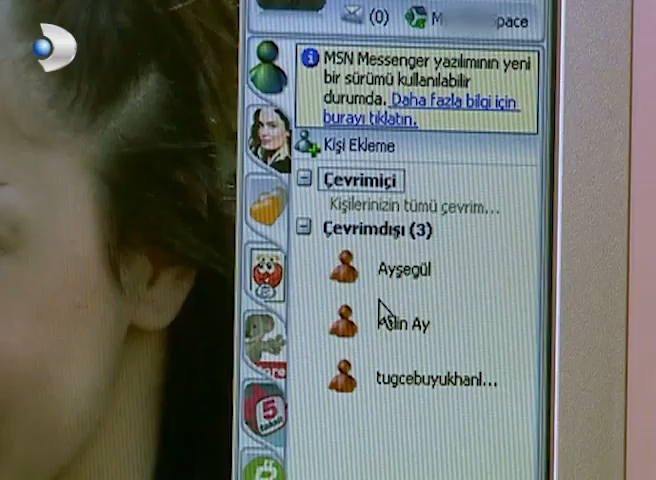 (0) M pace
MSN Messenger yazılımının yeni
bir sürümü kullanılabilir
durumda. Daha fazla bilgi için
burayı tıklatın.
Kişi Ekleme
Çevrimiçi
Kişilerinizin tümü çevrim...
Çevrimdışı (3)
Ayşegül
Ay
tugcebuyukhanl...
5